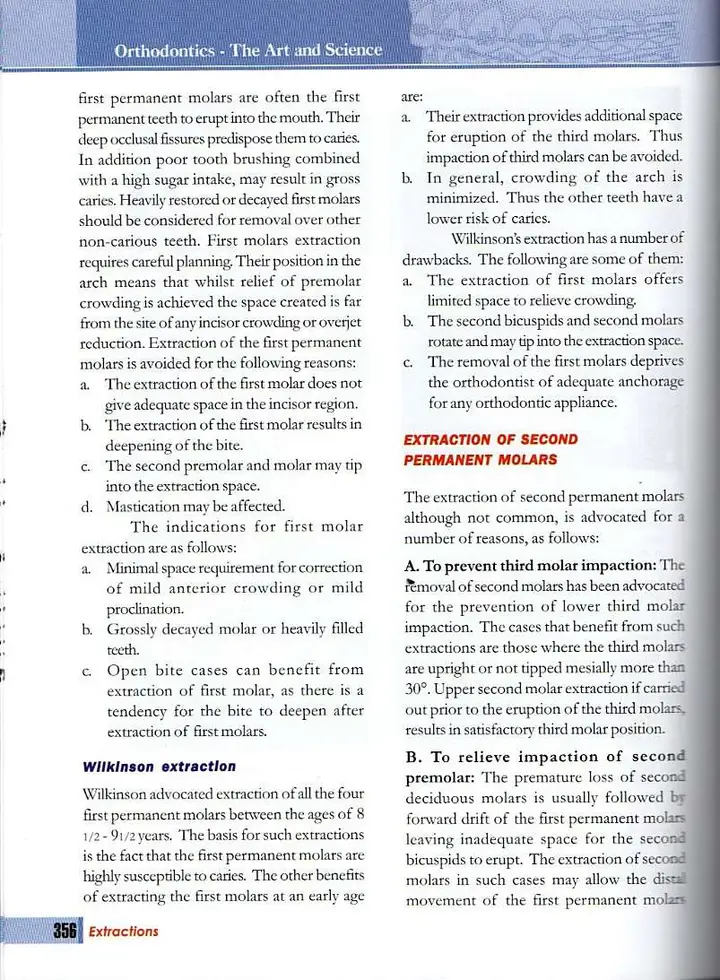 Orthodontics - The Art and Science
first permanent molars are often the first
permanent teeth to erupt into the mouth. Their
deep occlusal fissures predispose them to caries.
In addition poor tooth brushing combined
with a high sugar intake, may result in gross
caries. Heavily restored or decayed first molars
should be considered for removal over other
non-carious teeth. First molars extraction
requires careful planning. Their position in the
arch means that whilst relief of premolar
crowding is achieved the space created is far
from the site of any incisor crowding or overjet
reduction. Extraction of the first permanent
molars is avoided for the following reasons:
a. The extraction of the first molar does not
give adequate space in the incisor region.
b. The extraction of the first molar results in
deepening of the bite.
c. The second premolar and molar may tip
into the extraction space.
d. Mastication may be affected.
The indications for first molar
extraction are as follows:
a. Minimal space requirement for correction
of mild anterior crowding or mild
proclination.
b. Grossly decayed molar or heavily filled
teeth.
c. Open bite cases can benefit from
extraction of first molar, as there is a
tendency for the bite to deepen after
extraction of first molars.
Wilkinson extraction
Wilkinson advocated extraction of all the four
first permanent molars between the ages of 8
1/2 - 9 1/2 years. The basis for such extractions
is the fact that the first permanent molars are
highly susceptible to caries. The other benefits
of extracting the first molars at an early age
are:
a. Their extraction provides additional space
for eruption of the third molars. Thus
impaction of third molars can be avoided.
b. In general, crowding of the arch is
minimized. Thus the other teeth have a
lower risk of caries.
Wilkinson's extraction has a number of
drawbacks. The following are some of them:
a. The extraction of first molars offers
limited space to relieve crowding.
b. The second bicuspids and second molars
rotate and may tip into the extraction space.
c. The removal of the first molars deprives
the orthodontist of adequate anchorage
for any orthodontic appliance.
EXTRACTION OF SECOND
PERMANENT MOLARS
The extraction of second permanent molars
although not common, is advocated for a
number of reasons, as follows:
A. To prevent third molar impaction: The
removal of second molars has been advocated
for the prevention of lower third molar
impaction. The cases that benefit from such
extractions are those where the third molars
are upright or not tipped mesially more than
30°. Upper second molar extraction if carried
out prior to the eruption of the third molars,
results in satisfactory third molar position.
B. To relieve impaction of second
premolar: The premature loss of second
deciduous molars is usually followed by
forward drift of the first permanent molars
leaving inadequate space for the second
bicuspids to erupt. The extraction of second
molars in such cases may allow the distal
movement of the first permanent molars
356 Extractions